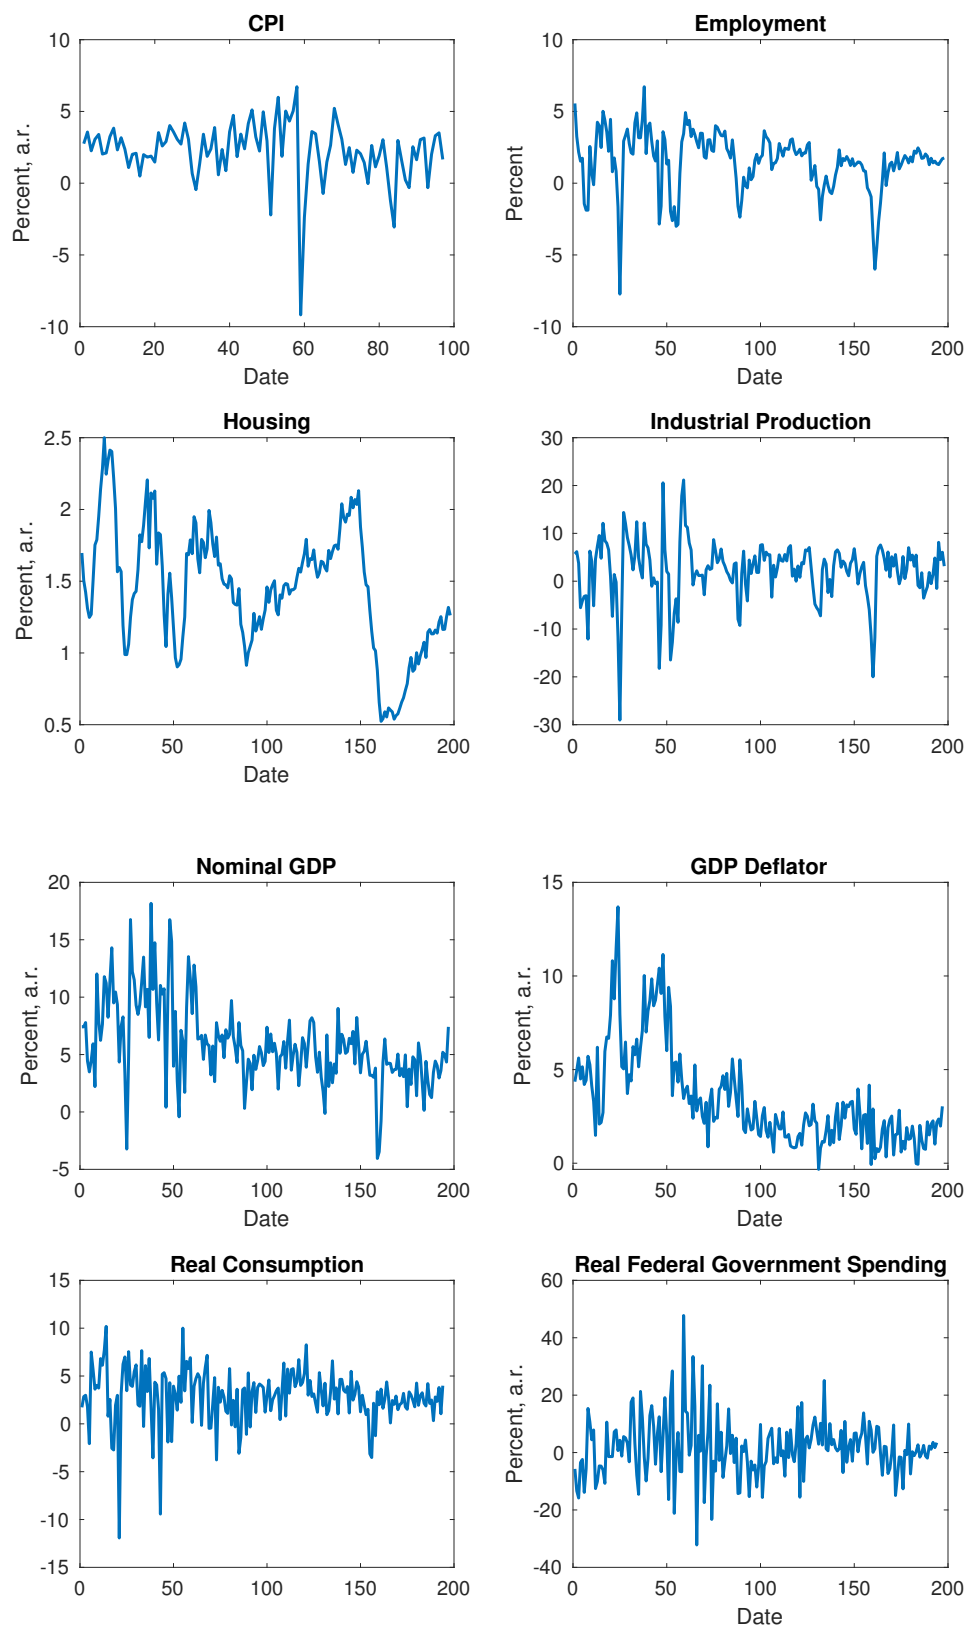 CPI
10
5
0
-5
-10
Percent, a.r.
0 20 40 60 80 100
Date
Employment
10
5
0
-5
-10
Percent
0 50 100 150 200
Date
Housing
2.5
2
1.5
1
0.5
Percent, a.r.
0 50 100 150 200
Date
Industrial Production
30
20
10
0
-10
-20
-30
0 50 100 150 200
Nominal GDP
20
15
10
5
0
-5
Percent, a.r.
0 50 100 150 200
Date
GDP Deflator
15
10
5
0
Percent, a.r.
0 50 100 150 200
Date
Real Consumption
15
10
5
0
-5
-10
-15
0 50 100 150 200
Real Federal Government Spending
60
40
20
0
-20
-40
Percent, a.r.
0 50 100 150 200
Date